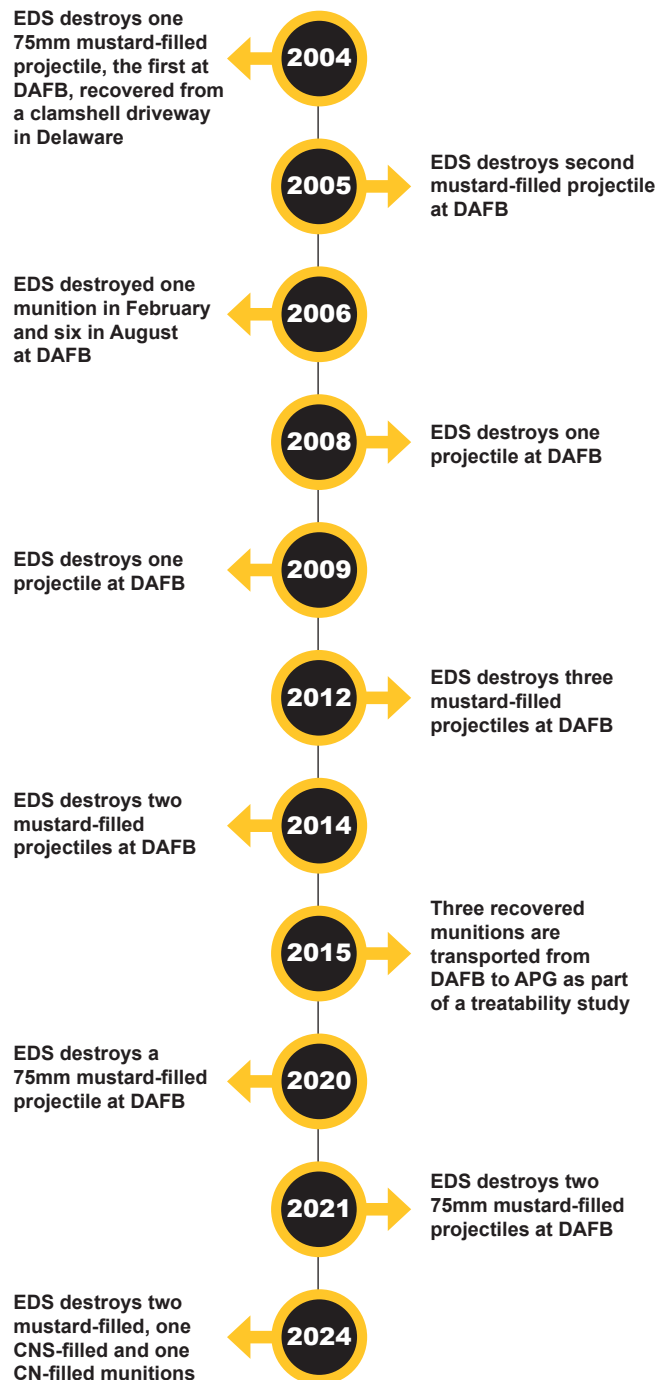 EDS destroys one
75mm mustard-filled
projectile, the first at
DAFB, recovered from
a clamshell driveway
in Delaware
2004
2005
EDS destroys second
mustard-filled projectile
at DAFB
EDS destroyed one
munition in February
and six in August
at DAFB
2006
2008
EDS destroys one
projectile at DAFB
EDS destroys one
projectile at DAFB
2009
2012
EDS destroys three
mustard-filled
projectiles at DAFB
EDS destroys two
mustard-filled
projectiles at DAFB
2014
2015
Three recovered
munitions are
transported from
DAFB to APG as part
of a treatability study
EDS destroys a
75mm mustard-filled
projectile at DAFB
2020
2021
EDS destroys two
75mm mustard-filled
projectiles at DAFB
EDS destroys two
mustard-filled, one
CNS-filled and one
CN-filled munitions
2024